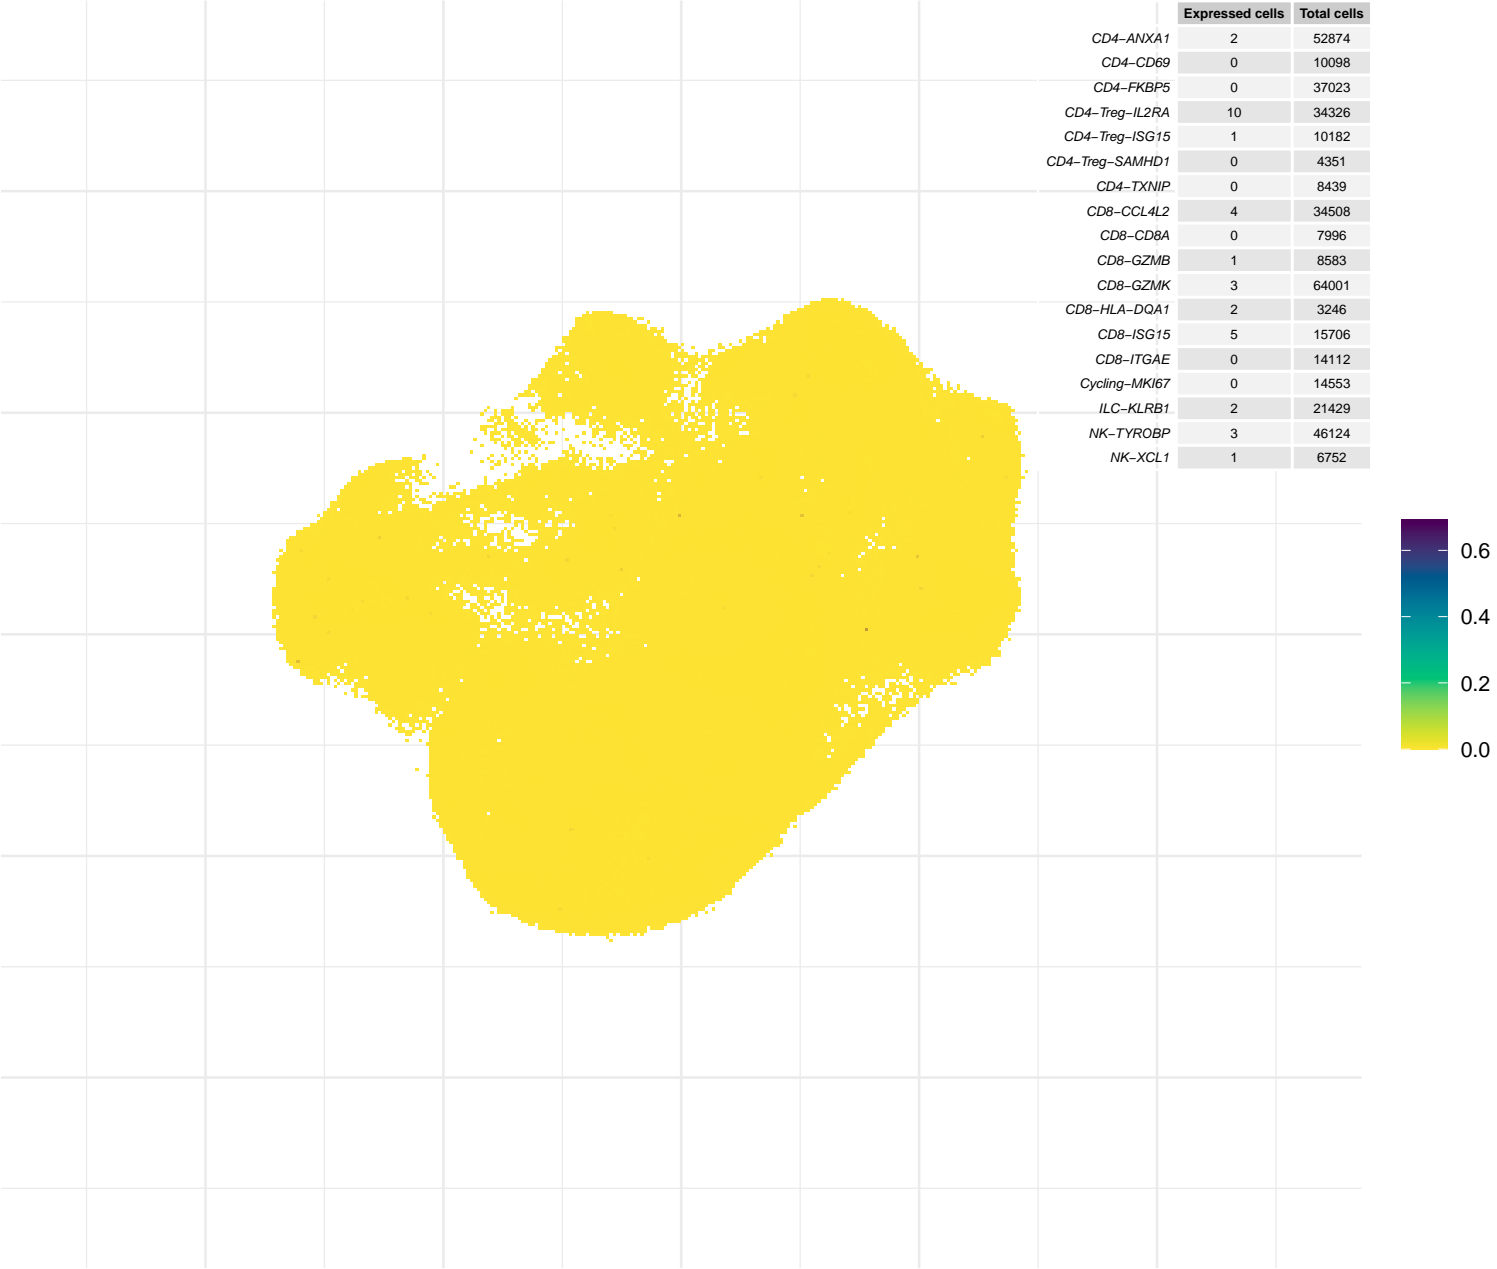 Expressed cells Total cells
CD4−ANXA1 2 52874
CD4−CD69 0 10098
CD4−FKBP5 0 37023
CD4−Treg−IL2RA 10 34326
CD4−Treg−ISG15 1 10182
CD4−Treg−SAMHD1 0 4351
CD4−TXNIP 0 8439
CD8−CCL4L2 4 34508
CD8−CD8A 0 7996
CD8−GZMB 1 8583
CD8−GZMK 3 64001
CD8−HLA−DQA1 2 3246
CD8−ISG15 5 15706
CD8−ITGAE 0 14112
Cycling−MKI67 0 14553
ILC−KLRB1 2 21429
NK−TYROBP 3 46124
NK−XCL1 1 6752
0.6
0.4
0.2
0.0